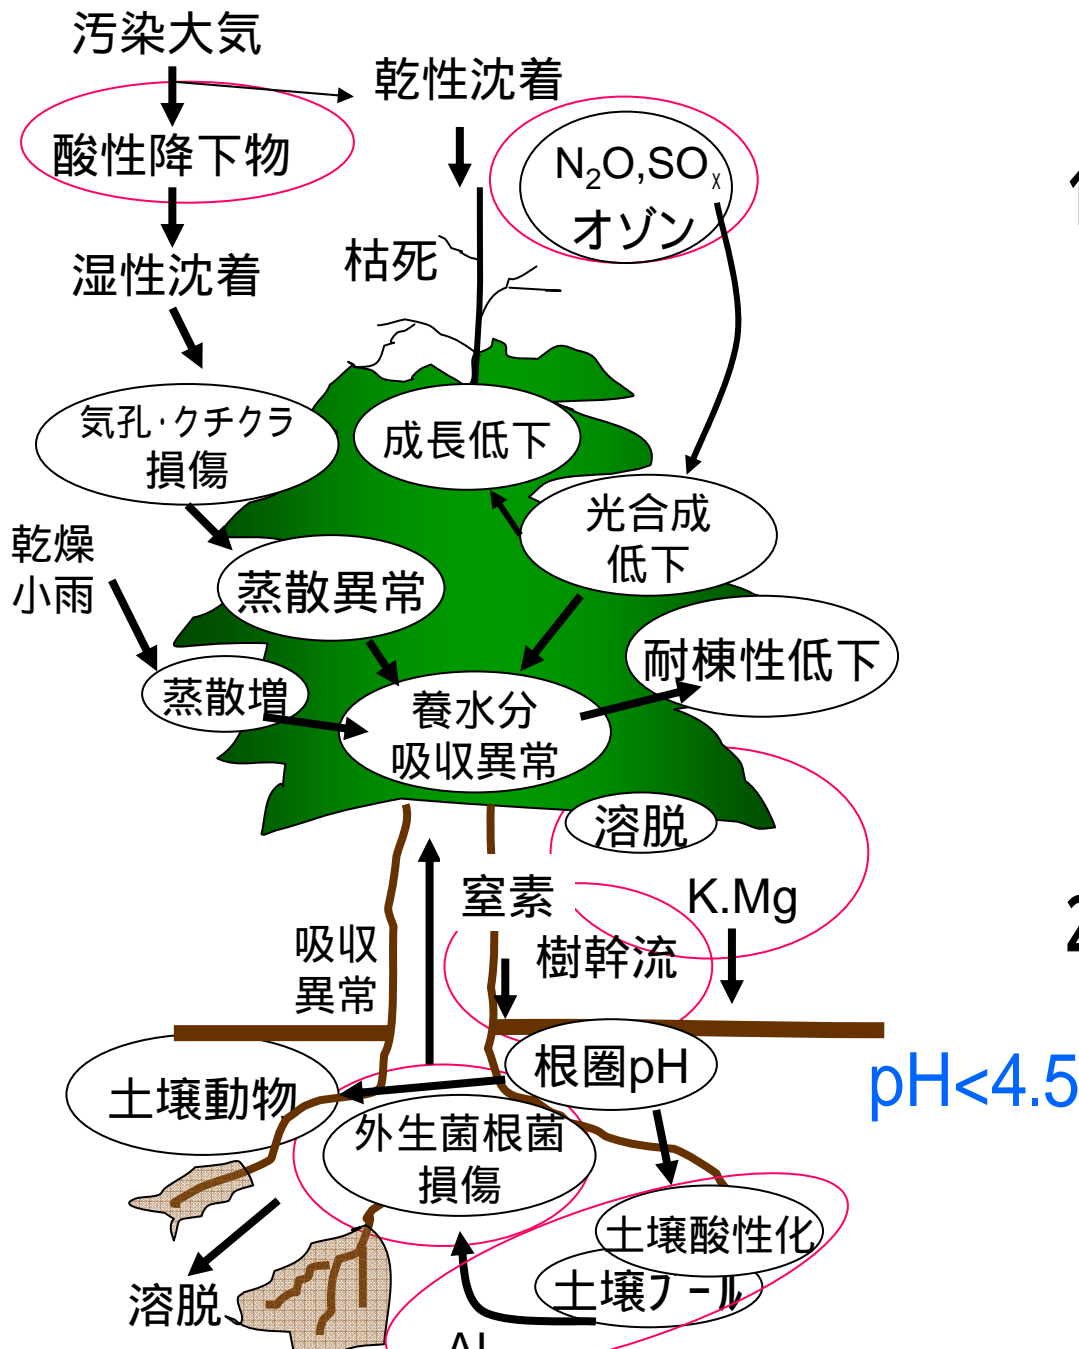 汚染大気
乾性沈着
酸性降下物
N₂O,SOₓ
オゾン
湿性沈着
枯死
気孔・クチクラ
損傷
成長低下
光合成
低下
乾燥
小雨
蒸散異常
耐棟性低下
蒸散増
養水分
吸収異常
溶脱
窒素
K.Mg
吸収
異常
樹幹流
根圏pH
pH<4.5
土壌動物
外生菌根菌
損傷
土壌酸性化
溶脱